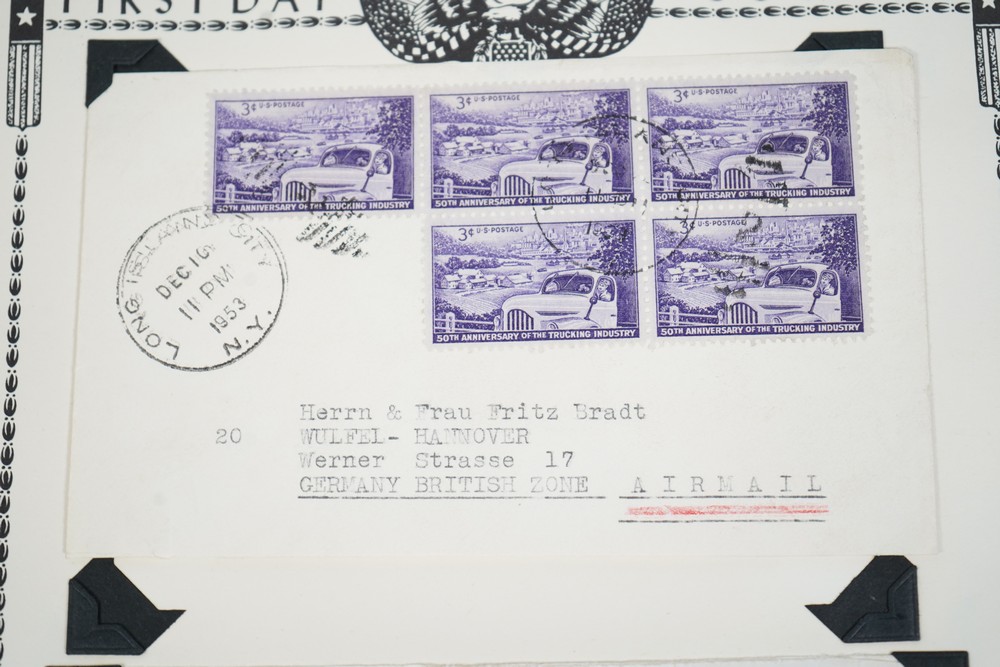 FIRST DAY
3¢ U·S·POSTAGE
50TH ANNIVERSARY OF THE TRUCKING INDUSTRY
3¢ U·S·POSTAGE
50TH ANNIVERSARY OF THE TRUCKING INDUSTRY
3¢ U·S·POSTAGE
50TH ANNIVERSARY OF THE TRUCKING INDUSTRY
3¢ U·S·POSTAGE
50TH ANNIVERSARY OF THE TRUCKING INDUSTRY
3¢ U·S·POSTAGE
50TH ANNIVERSARY OF THE TRUCKING INDUSTRY
LONG ISLAND CITY
DEC 10
11 PM
1953
N.Y.
Herrn & Frau Fritz Bradt
20 WULFEL- HANNOVER
Werner Strasse 17
GERMANY BRITISH ZONE AIRMAIL